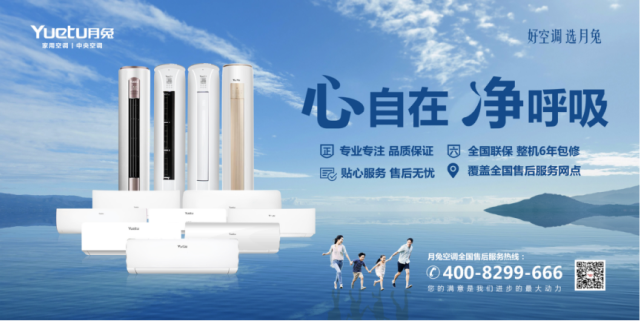 Yuetu月兔
家用空调 | 中央空调
好空调 选月兔
心自在 净呼吸
正 专业专注 品质保证
六 全国联保 整机6年包修
贴心服务 售后无忧
覆盖全国售后服务网点
Yuetu
月兔空调全国售后服务热线：
400-8299-666
您的满意是我们进步的最大动力